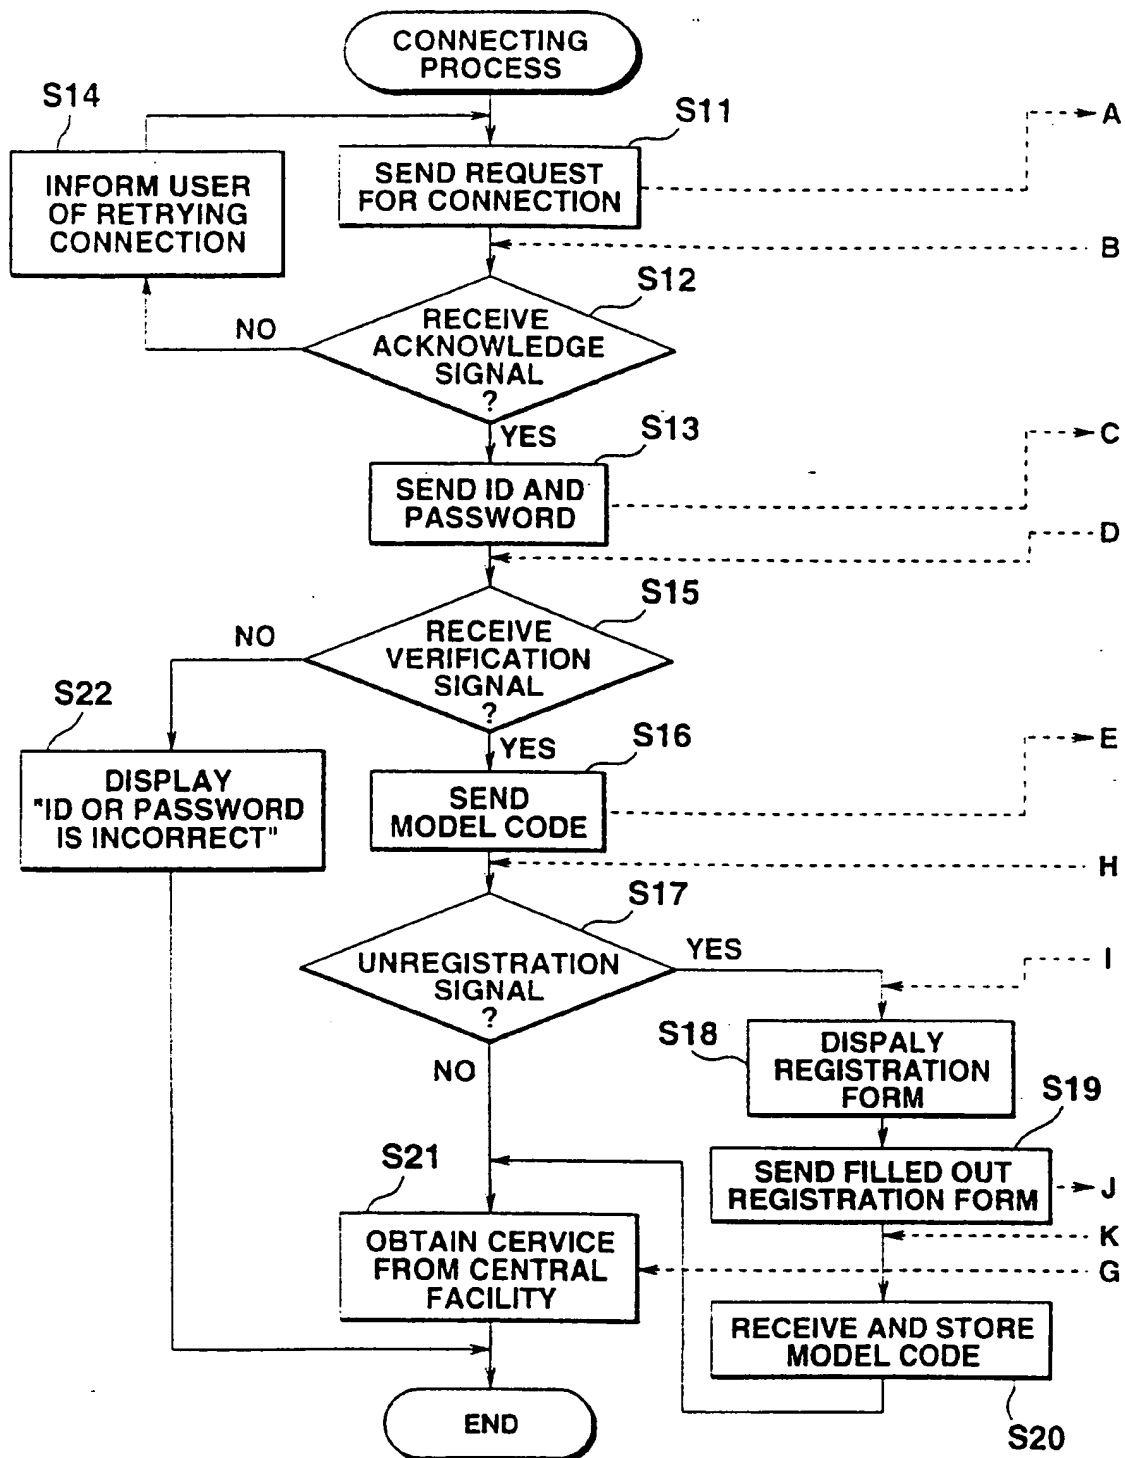 CONNECTING
PROCESS
S14
S11
A
INFORM USER
OF RETRYING
CONNECTION
SEND REQUEST
FOR CONNECTION
B
S12
NO
RECEIVE
ACKNOWLEDGE
SIGNAL
?
YES
S13
C
SEND ID AND
PASSWORD
D
S15
NO
RECEIVE
VERIFICATION
SIGNAL
?
S22
YES
S16
E
DISPLAY
"ID OR PASSWORD
IS INCORRECT"
SEND
MODEL CODE
H
S17
YES
UNREGISTRATION
SIGNAL
?
I
NO
S18
DISPALY
REGISTRATION
FORM
S19
S21
SEND FILLED OUT
REGISTRATION FORM
J
K
OBTAIN CERVICE
FROM CENTRAL
FACILITY
G
RECEIVE AND STORE
MODEL CODE
END
S20